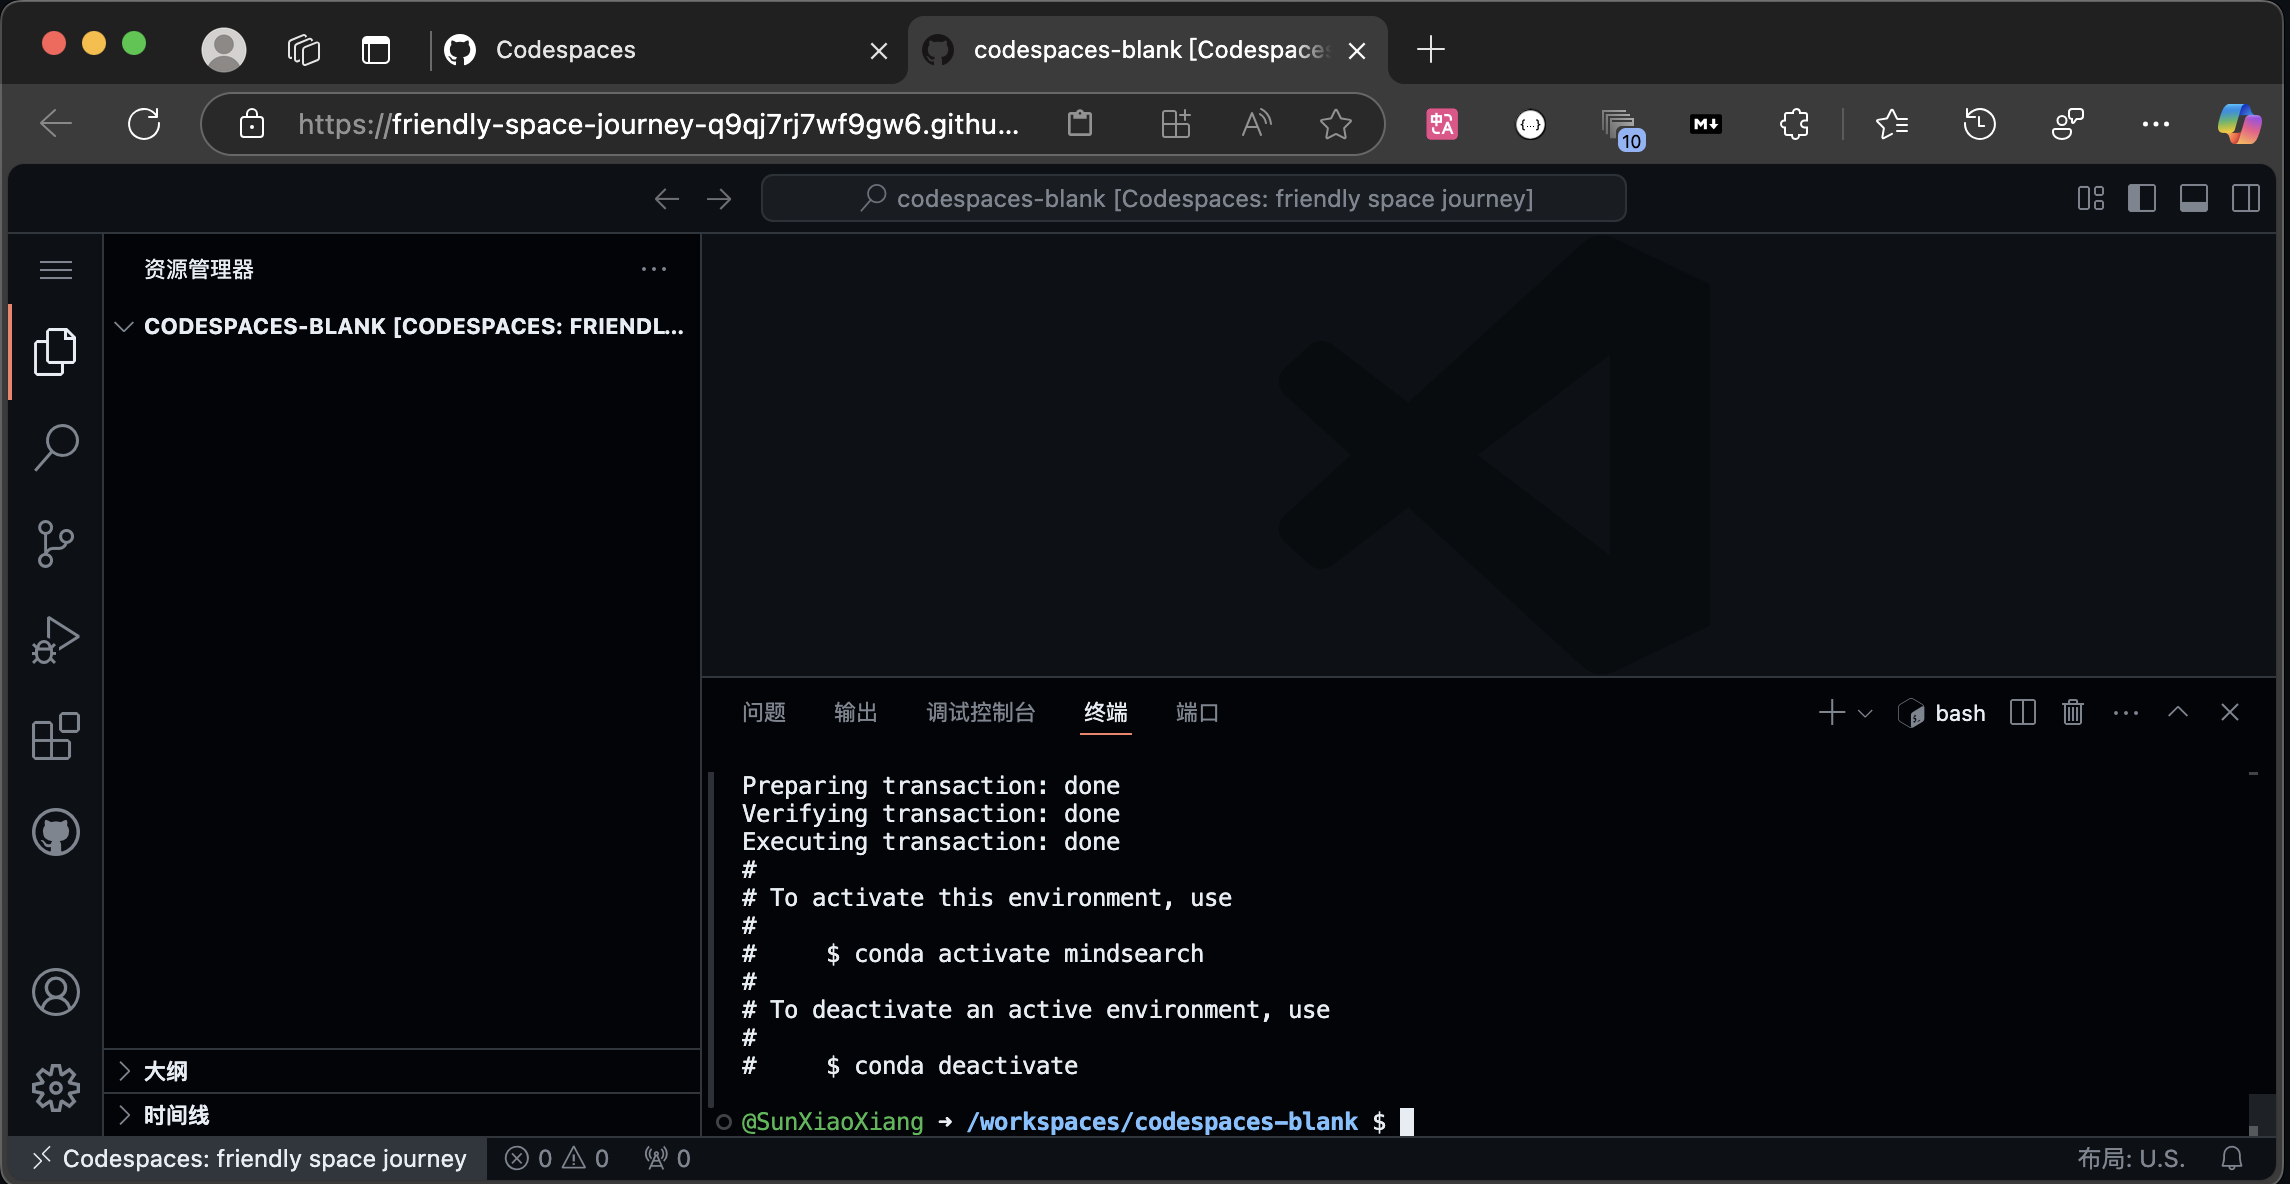 Codespaces
codespaces-blank [Codespaces
https://friendly-space-journey-q9qj7rj7wf9gw6.githu...
中A
{...}
10
M↓
codespaces-blank [Codespaces: friendly space journey]
资源管理器
CODESPACES-BLANK [CODESPACES: FRIENDL...
大纲
时间线
问题 输出 调试控制台 终端 端口
bash
Preparing transaction: done
Verifying transaction: done
Executing transaction: done
#
# To activate this environment, use
#
#     $ conda activate mindsearch
#
# To deactivate an active environment, use
#
#     $ conda deactivate
@SunXiaoXiang ➜ /workspaces/codespaces-blank $
Codespaces: friendly space journey 0 0 0 布局: U.S.